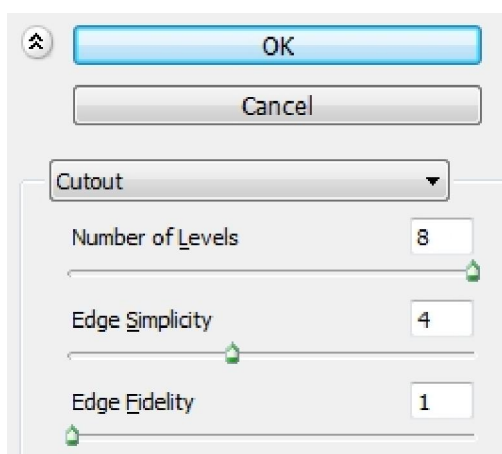 OK
Cancel
Cutout
Number of Levels 8
Edge Simplicity 4
Edge Fidelity 1